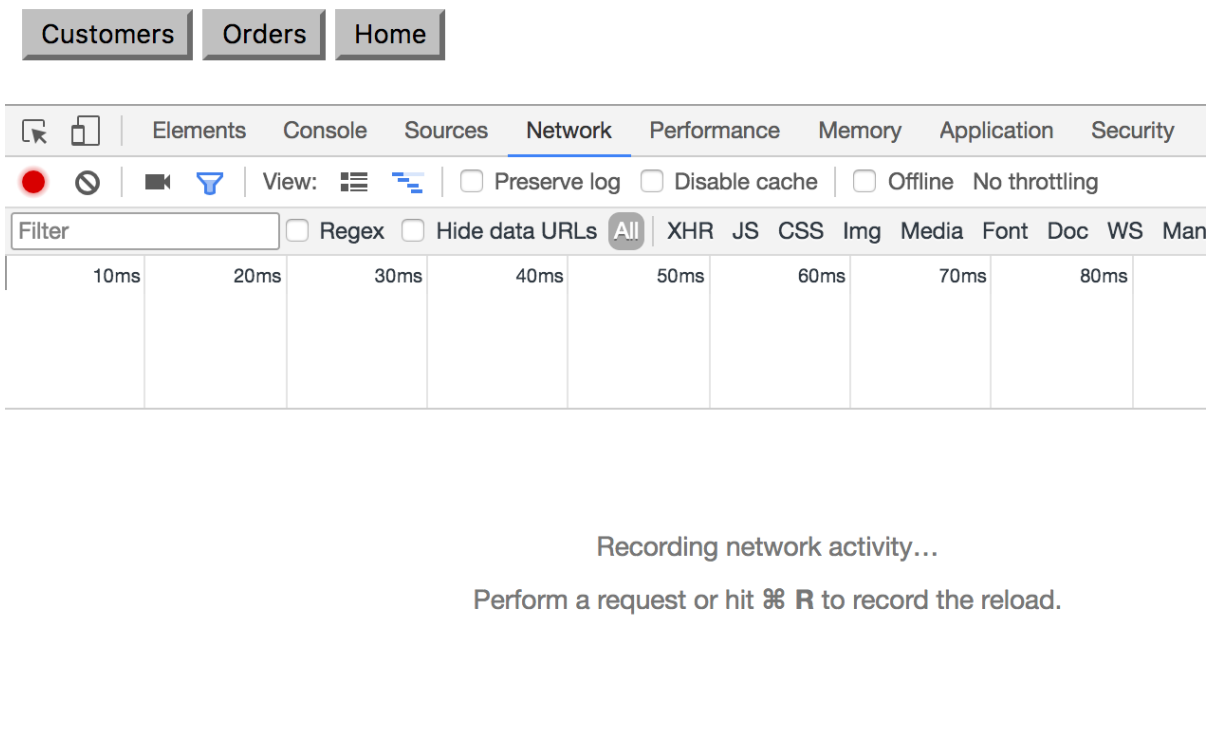 Customers Orders Home
Elements Console Sources Network Performance Memory Application Security
View: Preserve log Disable cache Offline No throttling
Filter Regex Hide data URLs All XHR JS CSS Img Media Font Doc WS Man
10ms 20ms 30ms 40ms 50ms 60ms 70ms 80ms
Recording network activity…
Perform a request or hit ⌘ R to record the reload.